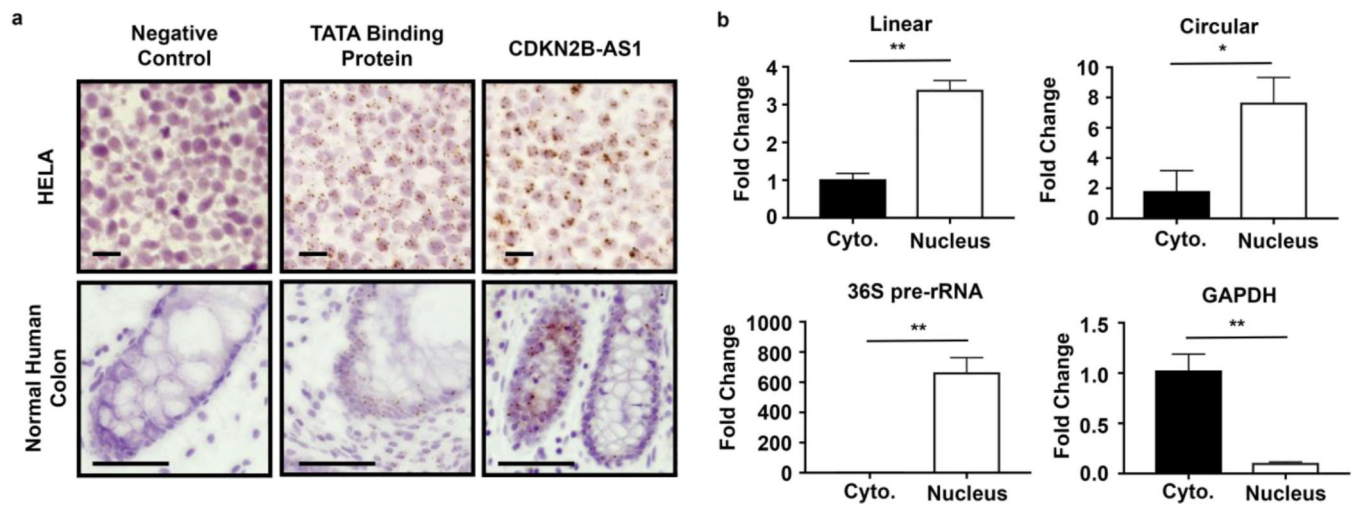 a
Negative
Control
TATA Binding
Protein
CDKN2B-AS1
HELA
Normal Human
Colon
b
Linear
**
Fold Change
4
3
2
1
0
Cyto.
Nucleus
Circular
*
Fold Change
10
8
6
4
2
0
Cyto.
Nucleus
36S pre-rRNA
**
Fold Change
1000
800
600
400
200
0
Cyto.
Nucleus
GAPDH
**
Fold Change
1.5
1.0
0.5
0.0
Cyto.
Nucleus